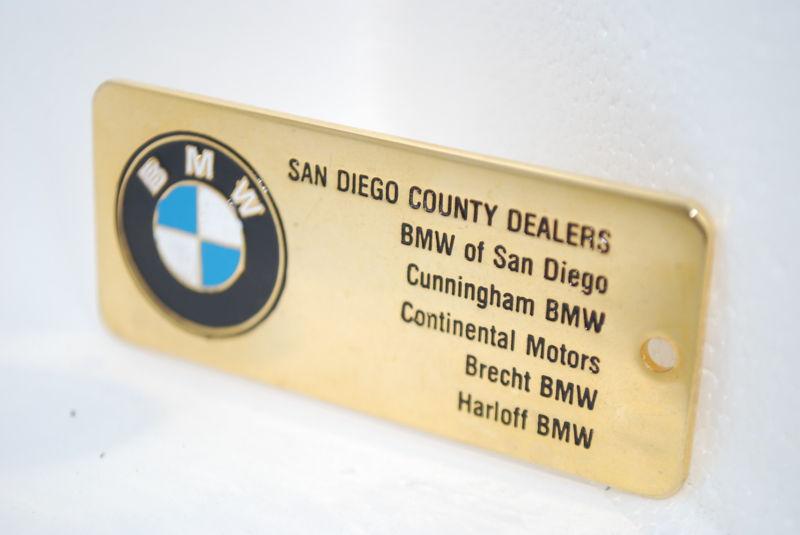 BMW
SAN DIEGO COUNTY DEALERS
BMW of San Diego
Cunningham BMW
Continental Motors
Brecht BMW
Harloff BMW